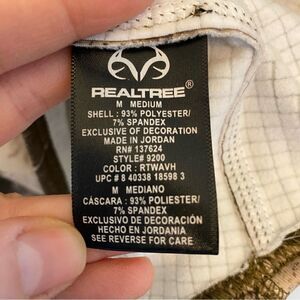 REALTREE®
M MEDIUM
SHELL : 93% POLYESTER/
7% SPANDEX
EXCLUSIVE OF DECORATION
MADE IN JORDAN
RN# 137624
STYLE# 9200
COLOR : RTWAVH
UPC # 8 40338 18598 3
M MEDIANO
CÁSCARA : 93% POLIESTER/
7% SPANDEX
EXCLUSIVO DE DECORACIÓN
HECHO EN JORDANIA
SEE REVERSE FOR CARE